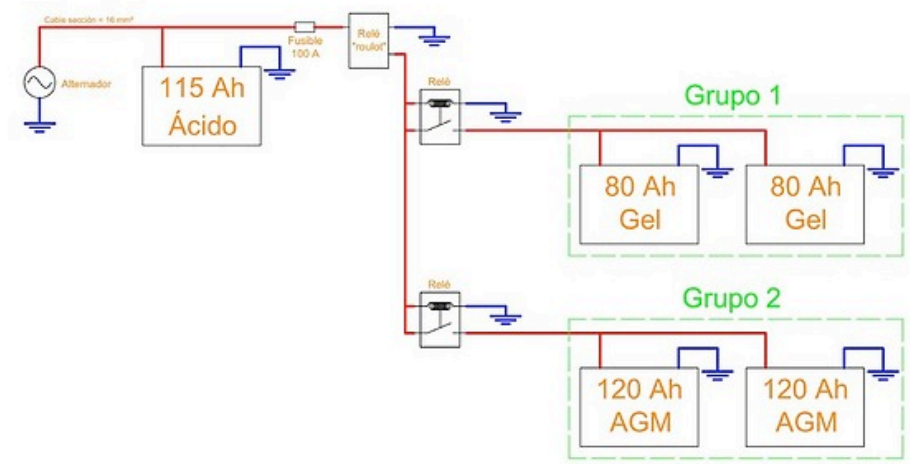 Cable sección = 16 mm²
Alternador
115 Ah
Ácido
Fusible
100 A
Relé
"roulot"
Relé
Grupo 1
80 Ah
Gel
80 Ah
Gel
Relé
Grupo 2
120 Ah
AGM
120 Ah
AGM